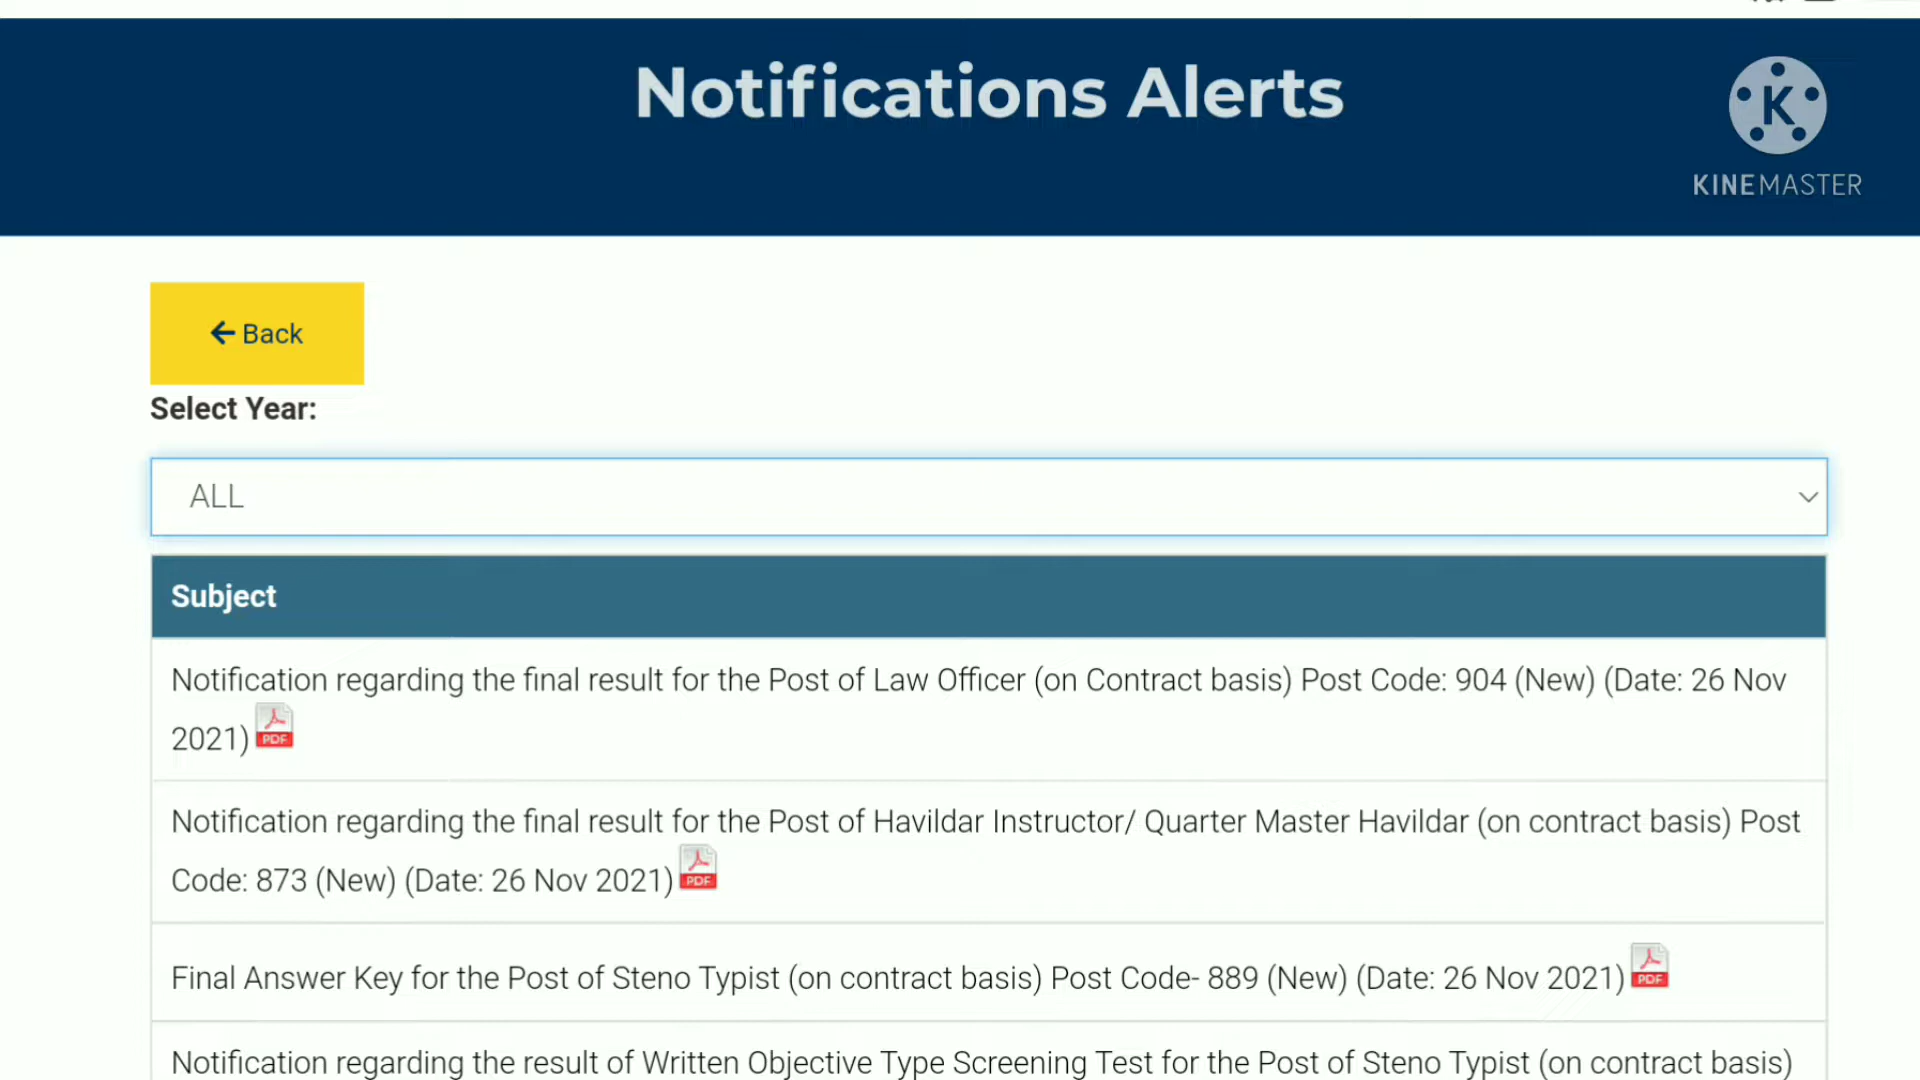 Notifications Alerts
K
KINEMASTER
← Back
Select Year:
ALL
Subject
Notification regarding the final result for the Post of Law Officer (on Contract basis) Post Code: 904 (New) (Date: 26 Nov
2021) PDF
Notification regarding the final result for the Post of Havildar Instructor/ Quarter Master Havildar (on contract basis) Post
Code: 873 (New) (Date: 26 Nov 2021) PDF
Final Answer Key for the Post of Steno Typist (on contract basis) Post Code- 889 (New) (Date: 26 Nov 2021) PDF
Notification regarding the result of Written Objective Type Screening Test for the Post of Steno Typist (on contract basis)